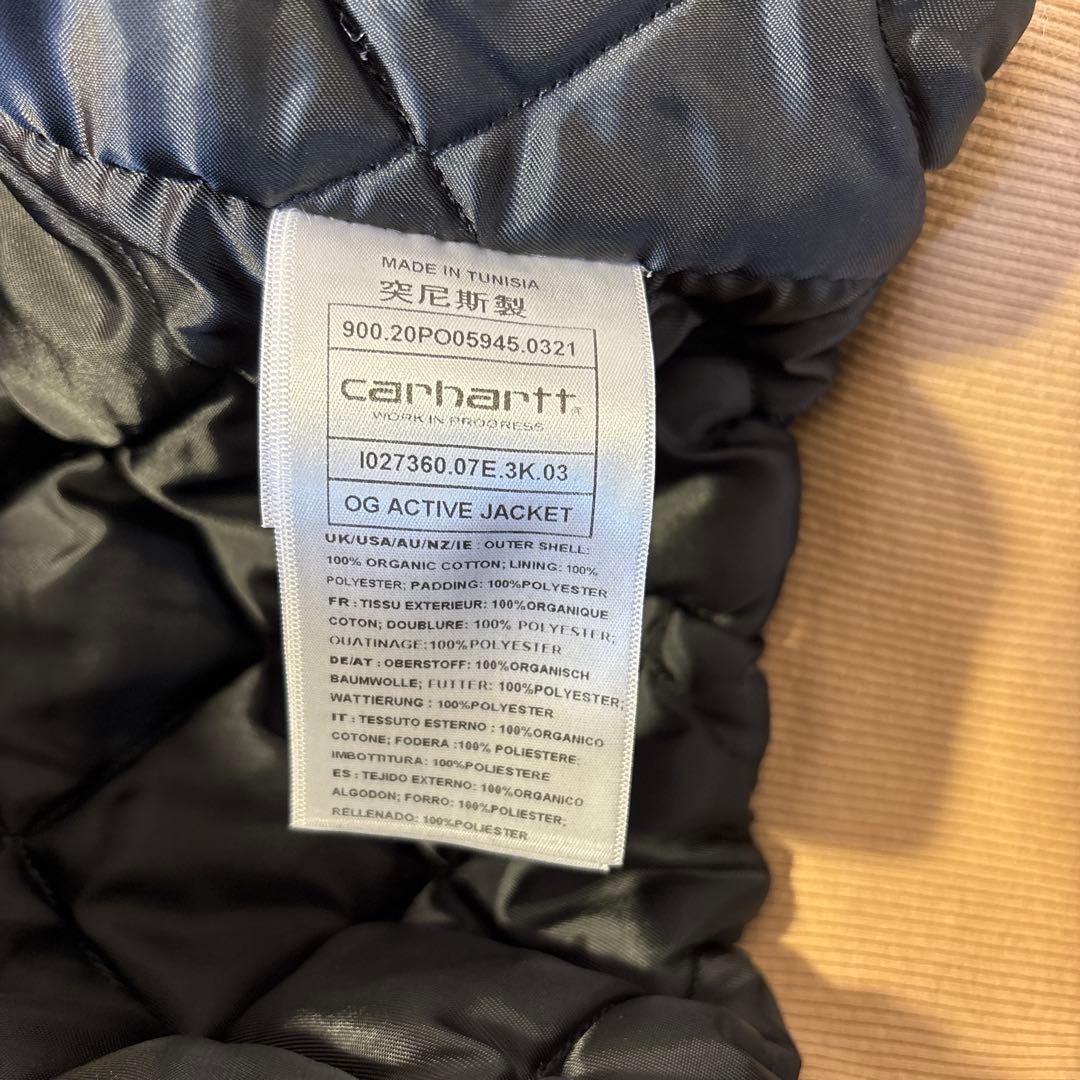 MADE IN TUNISIA
突尼斯製
900.20PO05945.0321
carhartt
WORK IN PROGRESS
I027360.07E.3K.03
OG ACTIVE JACKET
UK/USA/AU/NZ/IE : OUTER SHELL:
100% ORGANIC COTTON; LINING: 100%
POLYESTER; PADDING: 100%POLYESTER
FR : TISSU EXTERIEUR: 100%ORGANIQUE
COTON; DOUBLURE: 100% POLYESTER;
OUATINAGE:100%POLYESTER
DE/AT : OBERSTOFF: 100%ORGANISCH
BAUMWOLLE; FUTTER: 100%POLYESTER;
WATTIERUNG : 100%POLYESTER
IT : TESSUTO ESTERNO : 100%ORGANICO
COTONE; FODERA :100% POLIESTERE;
IMBOTTITURA: 100%POLIESTERE
ES : TEJIDO EXTERNO: 100%ORGANICO
ALGODON; FORRO: 100%POLIESTER;
RELLENADO: 100%POLIESTER